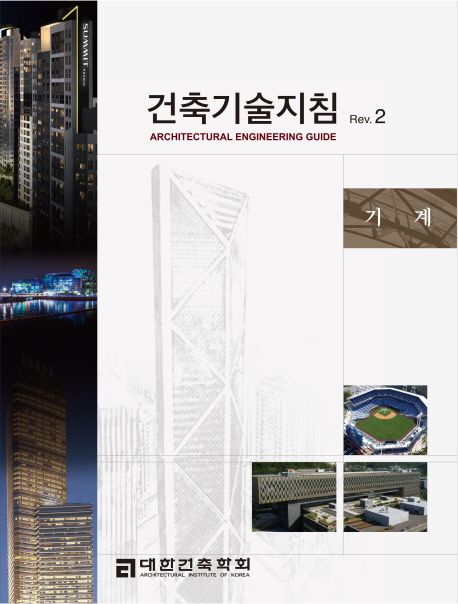 SUMMIT
건축기술지침 Rev. 2
ARCHITECTURAL ENGINEERING GUIDE
기 계
대한건축학회
ARCHITECTURAL INSTITUTE OF KOREA